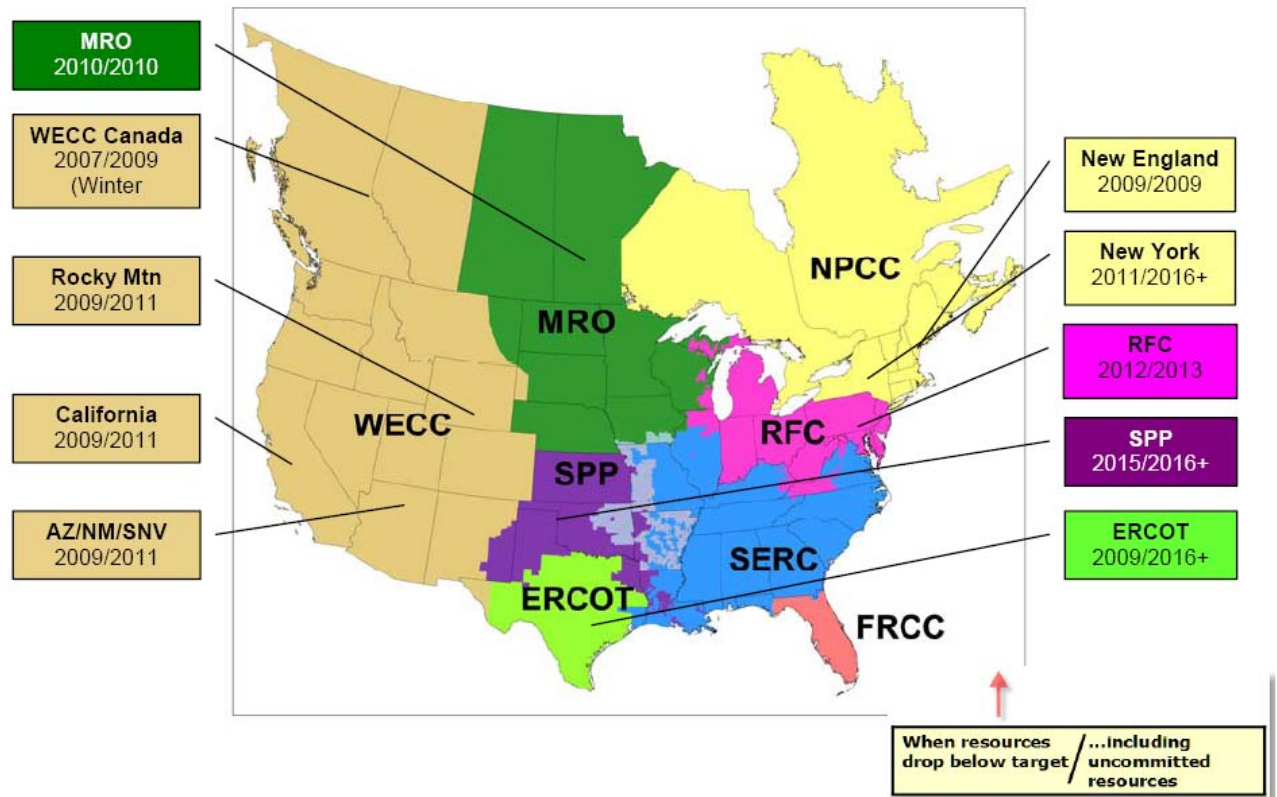 MRO
2010/2010
WECC Canada
2007/2009
(Winter
Rocky Mtn
2009/2011
California
2009/2011
AZ/NM/SNV
2009/2011
NPCC
MRO
WECC
RFC
SPP
SERC
ERCOT
FRCC
New England
2009/2009
New York
2011/2016+
RFC
2012/2013
SPP
2015/2016+
ERCOT
2009/2016+
When resources
drop below target
/
...including
uncommitted
resources